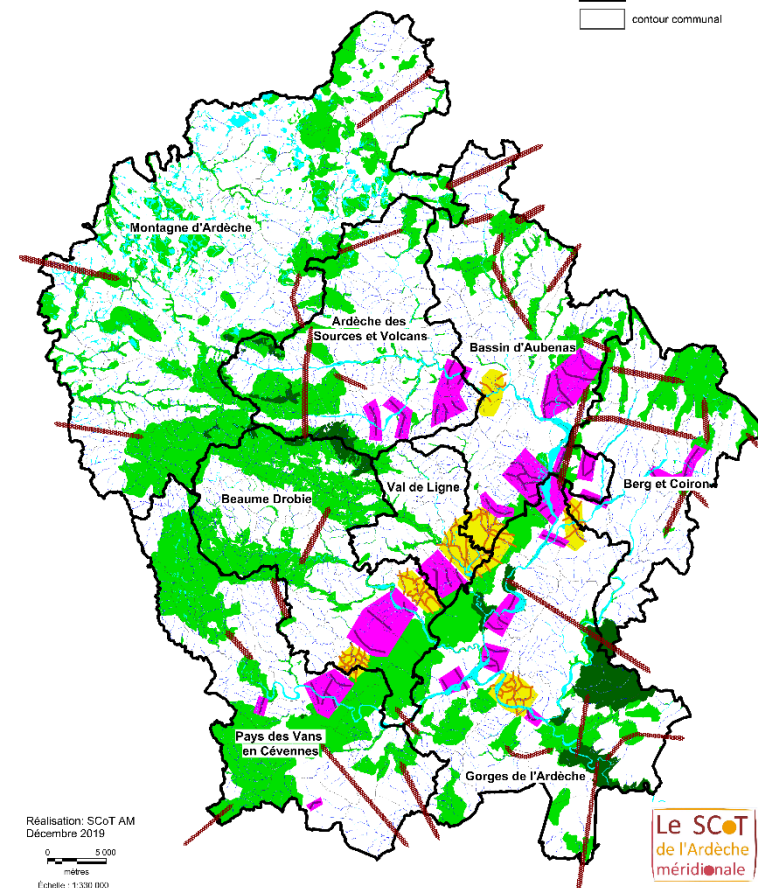 contour communal
Montagne d'Ardèche
Ardèche des
Sources et Volcans
Bassin d'Aubenas
Beaume Drobie
Val de Ligne
Berg et Coiron
Pays des Vans
en Cévennes
Gorges de l'Ardèche
Réalisation: SCoT AM
Décembre 2019
0 5 000
mètres
Échelle : 1:330 000
Le SCoT
de l'Ardèche
méridionale